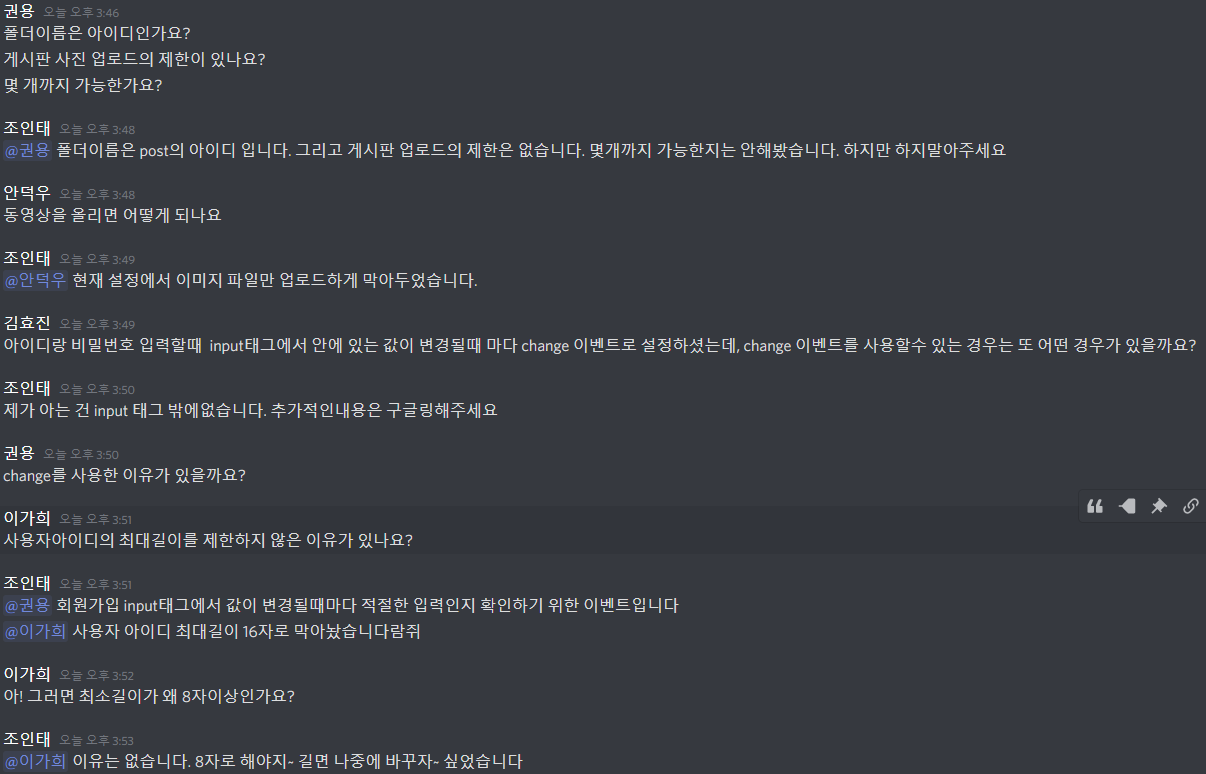 권용 오늘 오후 3:46
폴더이름은 아이디인가요?
게시판 사진 업로드의 제한이 있나요?
몇 개까지 가능한가요?
조인태 오늘 오후 3:48
@권용 폴더이름은 post의 아이디 입니다. 그리고 게시판 업로드의 제한은 없습니다. 몇개까지 가능한지는 안해봤습니다. 하지만 하지말아주세요
안덕우 오늘 오후 3:48
동영상을 올리면 어떻게 되나요
조인태 오늘 오후 3:49
@안덕우 현재 설정에서 이미지 파일만 업로드하게 막아두었습니다.
김효진 오늘 오후 3:49
아이디랑 비밀번호 입력할때 input태그에서 안에 있는 값이 변경될때 마다 change 이벤트로 설정하셨는데, change 이벤트를 사용할수 있는 경우는 또 어떤 경우가 있을까요?
조인태 오늘 오후 3:50
제가 아는 건 input 태그 밖에없습니다. 추가적인내용은 구글링해주세요
권용 오늘 오후 3:50
change를 사용한 이유가 있을까요?
이가희 오늘 오후 3:51
사용자아이디의 최대길이를 제한하지 않은 이유가 있나요?
조인태 오늘 오후 3:51
@권용 회원가입 input태그에서 값이 변경될때마다 적절한 입력인지 확인하기 위한 이벤트입니다
@이가희 사용자 아이디 최대길이 16자로 막아놨습니다람쥐
이가희 오늘 오후 3:52
아! 그러면 최소길이가 왜 8자이상인가요?
조인태 오늘 오후 3:53
@이가희 이유는 없습니다. 8자로 해야지~ 길면 나중에 바꾸자~ 싶었습니다